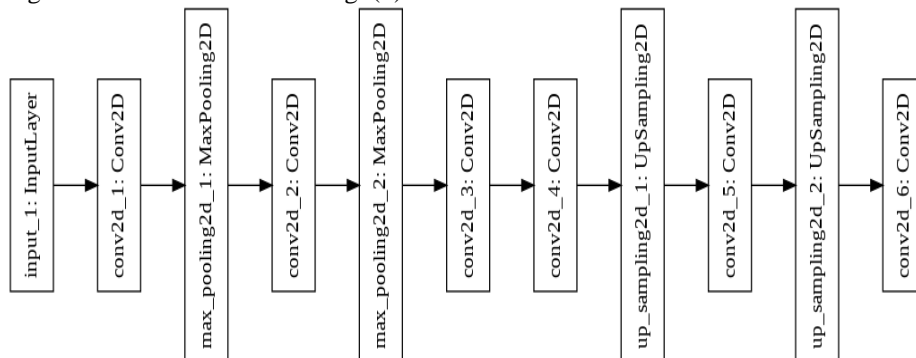 input_1: InputLayer
conv2d_1: Conv2D
max_pooling2d_1: MaxPooling2D
conv2d_2: Conv2D
max_pooling2d_2: MaxPooling2D
conv2d_3: Conv2D
conv2d_4: Conv2D
up_sampling2d_1: UpSampling2D
conv2d_5: Conv2D
up_sampling2d_2: UpSampling2D
conv2d_6: Conv2D